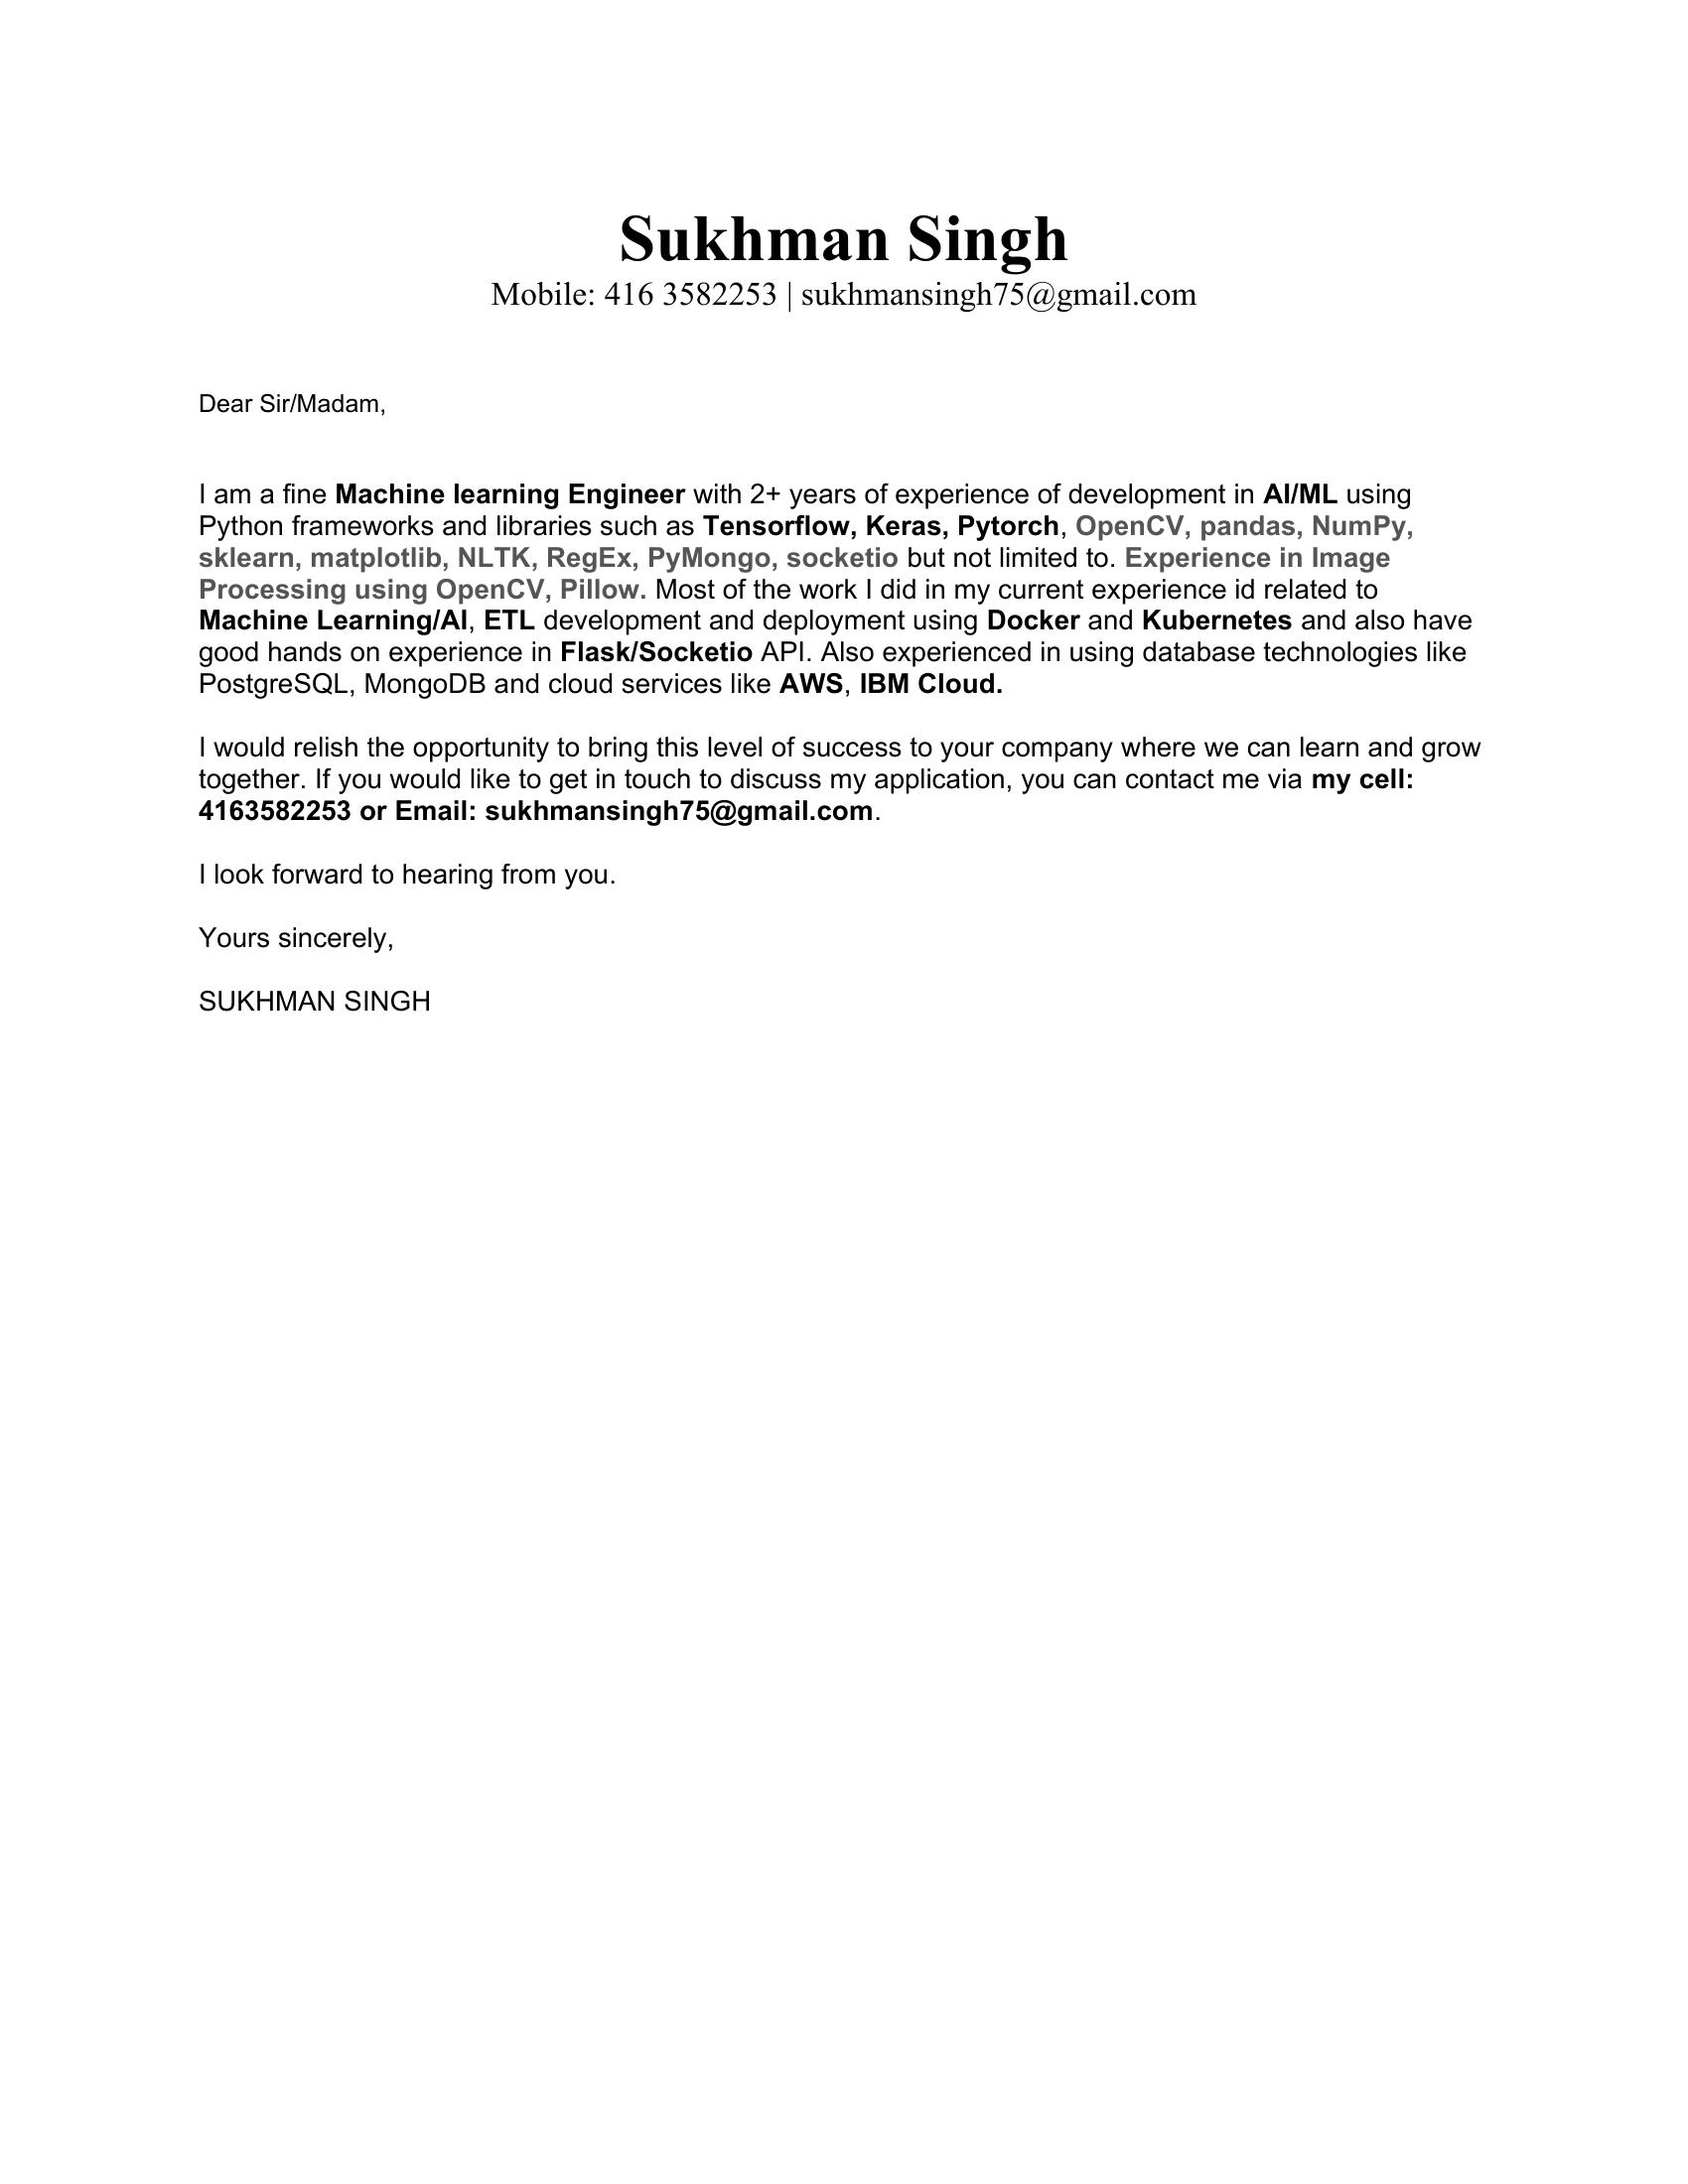 Sukhman Singh
Mobile: 416 3582253 | sukhmansingh75@gmail.com
Dear Sir/Madam,
I am a fine Machine learning Engineer with 2+ years of experience of development in AI/ML using
Python frameworks and libraries such as Tensorflow, Keras, Pytorch, OpenCV, pandas, NumPy,
sklearn, matplotlib, NLTK, RegEx, PyMongo, socketio but not limited to. Experience in Image
Processing using OpenCV, Pillow. Most of the work I did in my current experience id related to
Machine Learning/AI, ETL development and deployment using Docker and Kubernetes and also have
good hands on experience in Flask/Socketio API. Also experienced in using database technologies like
PostgreSQL, MongoDB and cloud services like AWS, IBM Cloud.
I would relish the opportunity to bring this level of success to your company where we can learn and grow
together. If you would like to get in touch to discuss my application, you can contact me via my cell:
4163582253 or Email: sukhmansingh75@gmail.com.
I look forward to hearing from you.
Yours sincerely,
SUKHMAN SINGH